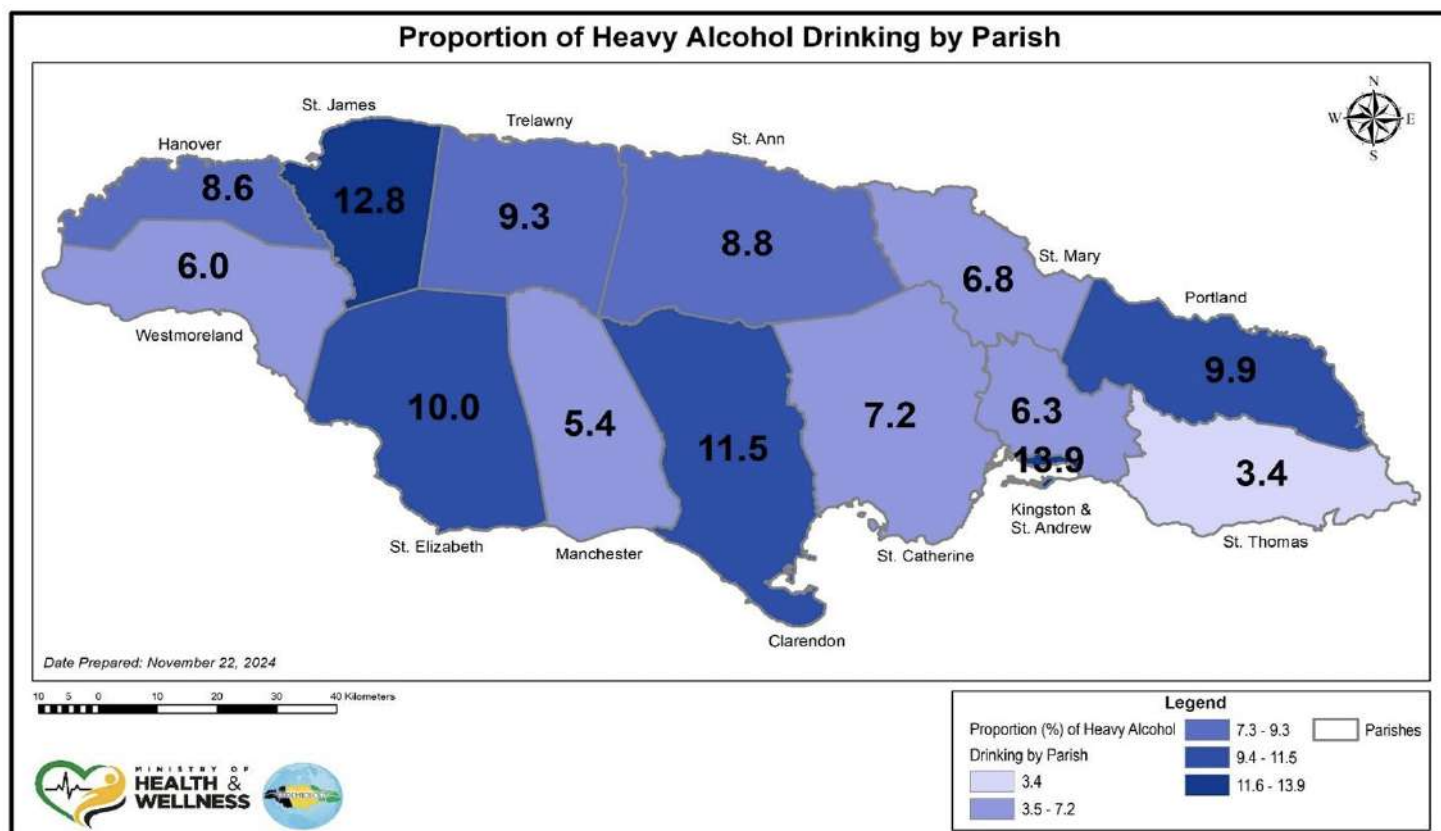 Proportion of Heavy Alcohol Drinking by Parish
N
W E
S
St. James
Trelawny
St. Ann
Hanover
8.6
12.8
9.3
8.8
6.0
6.8
St. Mary
Portland
Westmoreland
9.9
10.0
5.4
11.5
7.2
6.3
13.9
3.4
Kingston &
St. Andrew
St. Elizabeth
Manchester
St. Catherine
St. Thomas
Clarendon
Date Prepared: November 22, 2024
10 5 0 10 20 30 40 Kilometers
Legend
Proportion (%) of Heavy Alcohol
Drinking by Parish
3.4
3.5 - 7.2
7.3 - 9.3
9.4 - 11.5
11.6 - 13.9
Parishes
MINISTRY OF
HEALTH &
WELLNESS